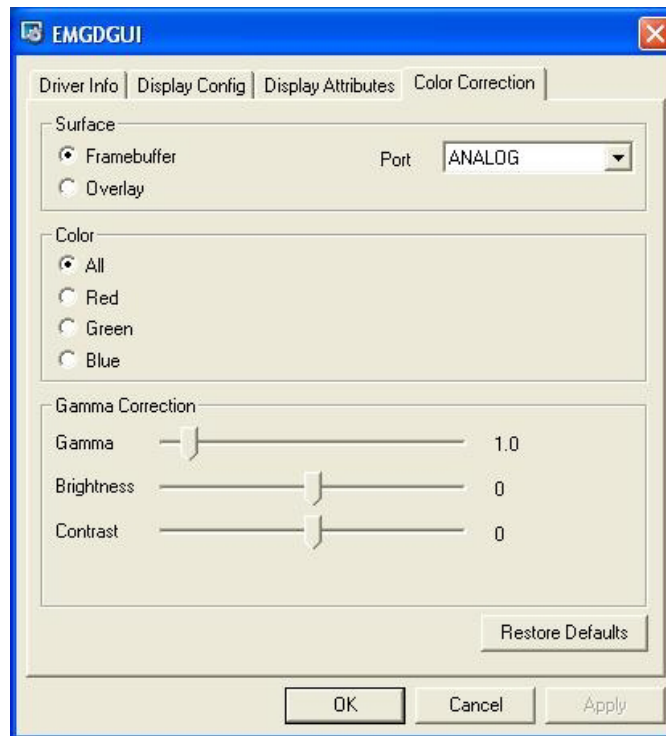 EMGDGUI
Driver Info Display Config Display Attributes Color Correction
Surface
Framebuffer Port ANALOG
Overlay
Color
All
Red
Green
Blue
Gamma Correction
Gamma 1.0
Brightness 0
Contrast 0
Restore Defaults
OK Cancel Apply